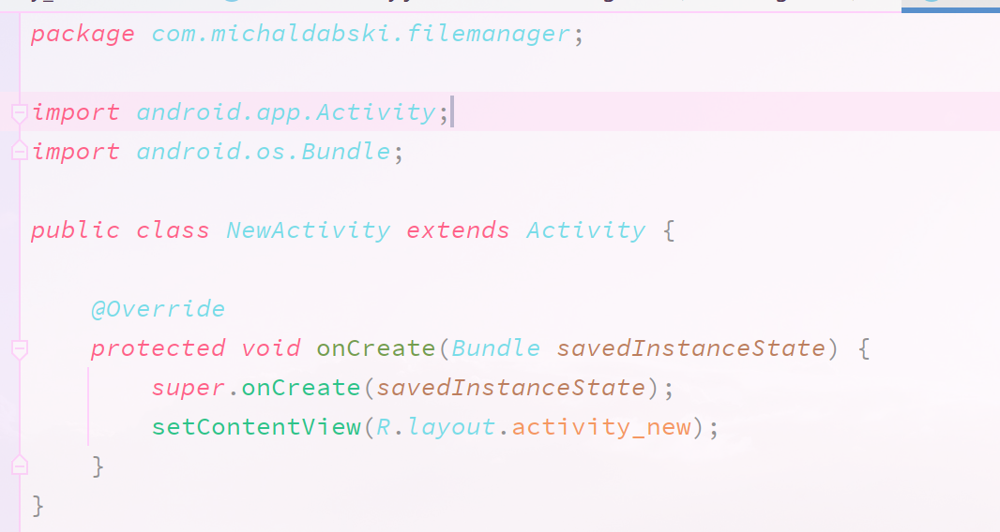 package com.michaldabski.filemanager;
import android.app.Activity;
import android.os.Bundle;
public class NewActivity extends Activity {
@Override
protected void onCreate(Bundle savedInstanceState) {
super.onCreate(savedInstanceState);
setContentView(R.layout.activity_new);
}
}